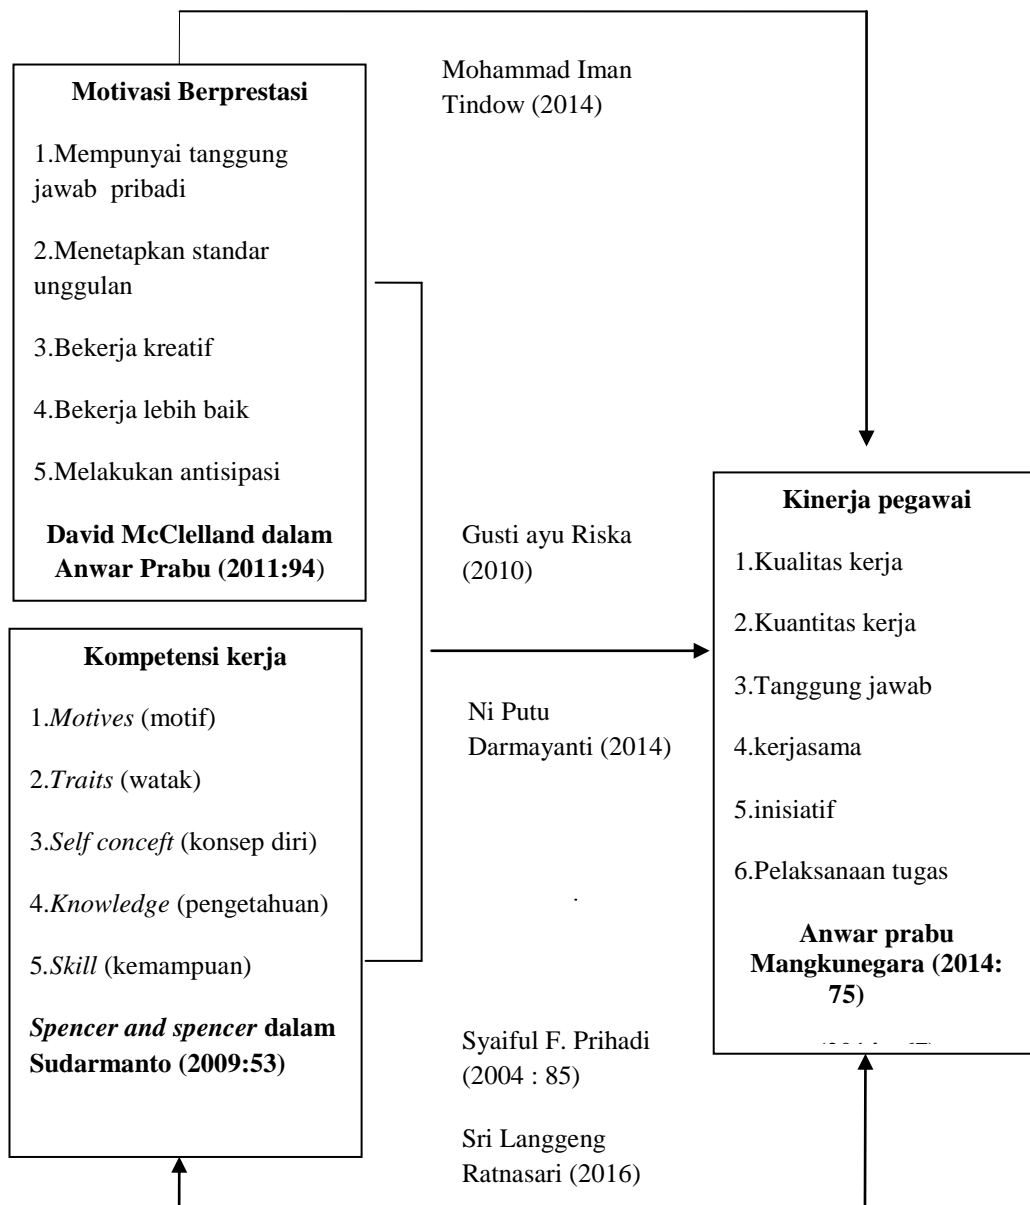 Motivasi Berprestasi
1.Mempunyai tanggung
jawab pribadi
2.Menetapkan standar
unggulan
3.Bekerja kreatif
4.Bekerja lebih baik
5.Melakukan antisipasi
David McClelland dalam
Anwar Prabu (2011:94)
Kompetensi kerja
1.Motives (motif)
2.Traits (watak)
3.Self conceft (konsep diri)
4.Knowledge (pengetahuan)
5.Skill (kemampuan)
Spencer and spencer dalam
Sudarmanto (2009:53)
Mohammad Iman
Tindow (2014)
Gusti ayu Riska
(2010)
Ni Putu
Darmayanti (2014)
.
Syaiful F. Prihadi
(2004 : 85)
Sri Langgeng
Ratnasari (2016)
Kinerja pegawai
1.Kualitas kerja
2.Kuantitas kerja
3.Tanggung jawab
4.kerjasama
5.inisiatif
6.Pelaksanaan tugas
Anwar prabu
Mangkunegara (2014:
75)